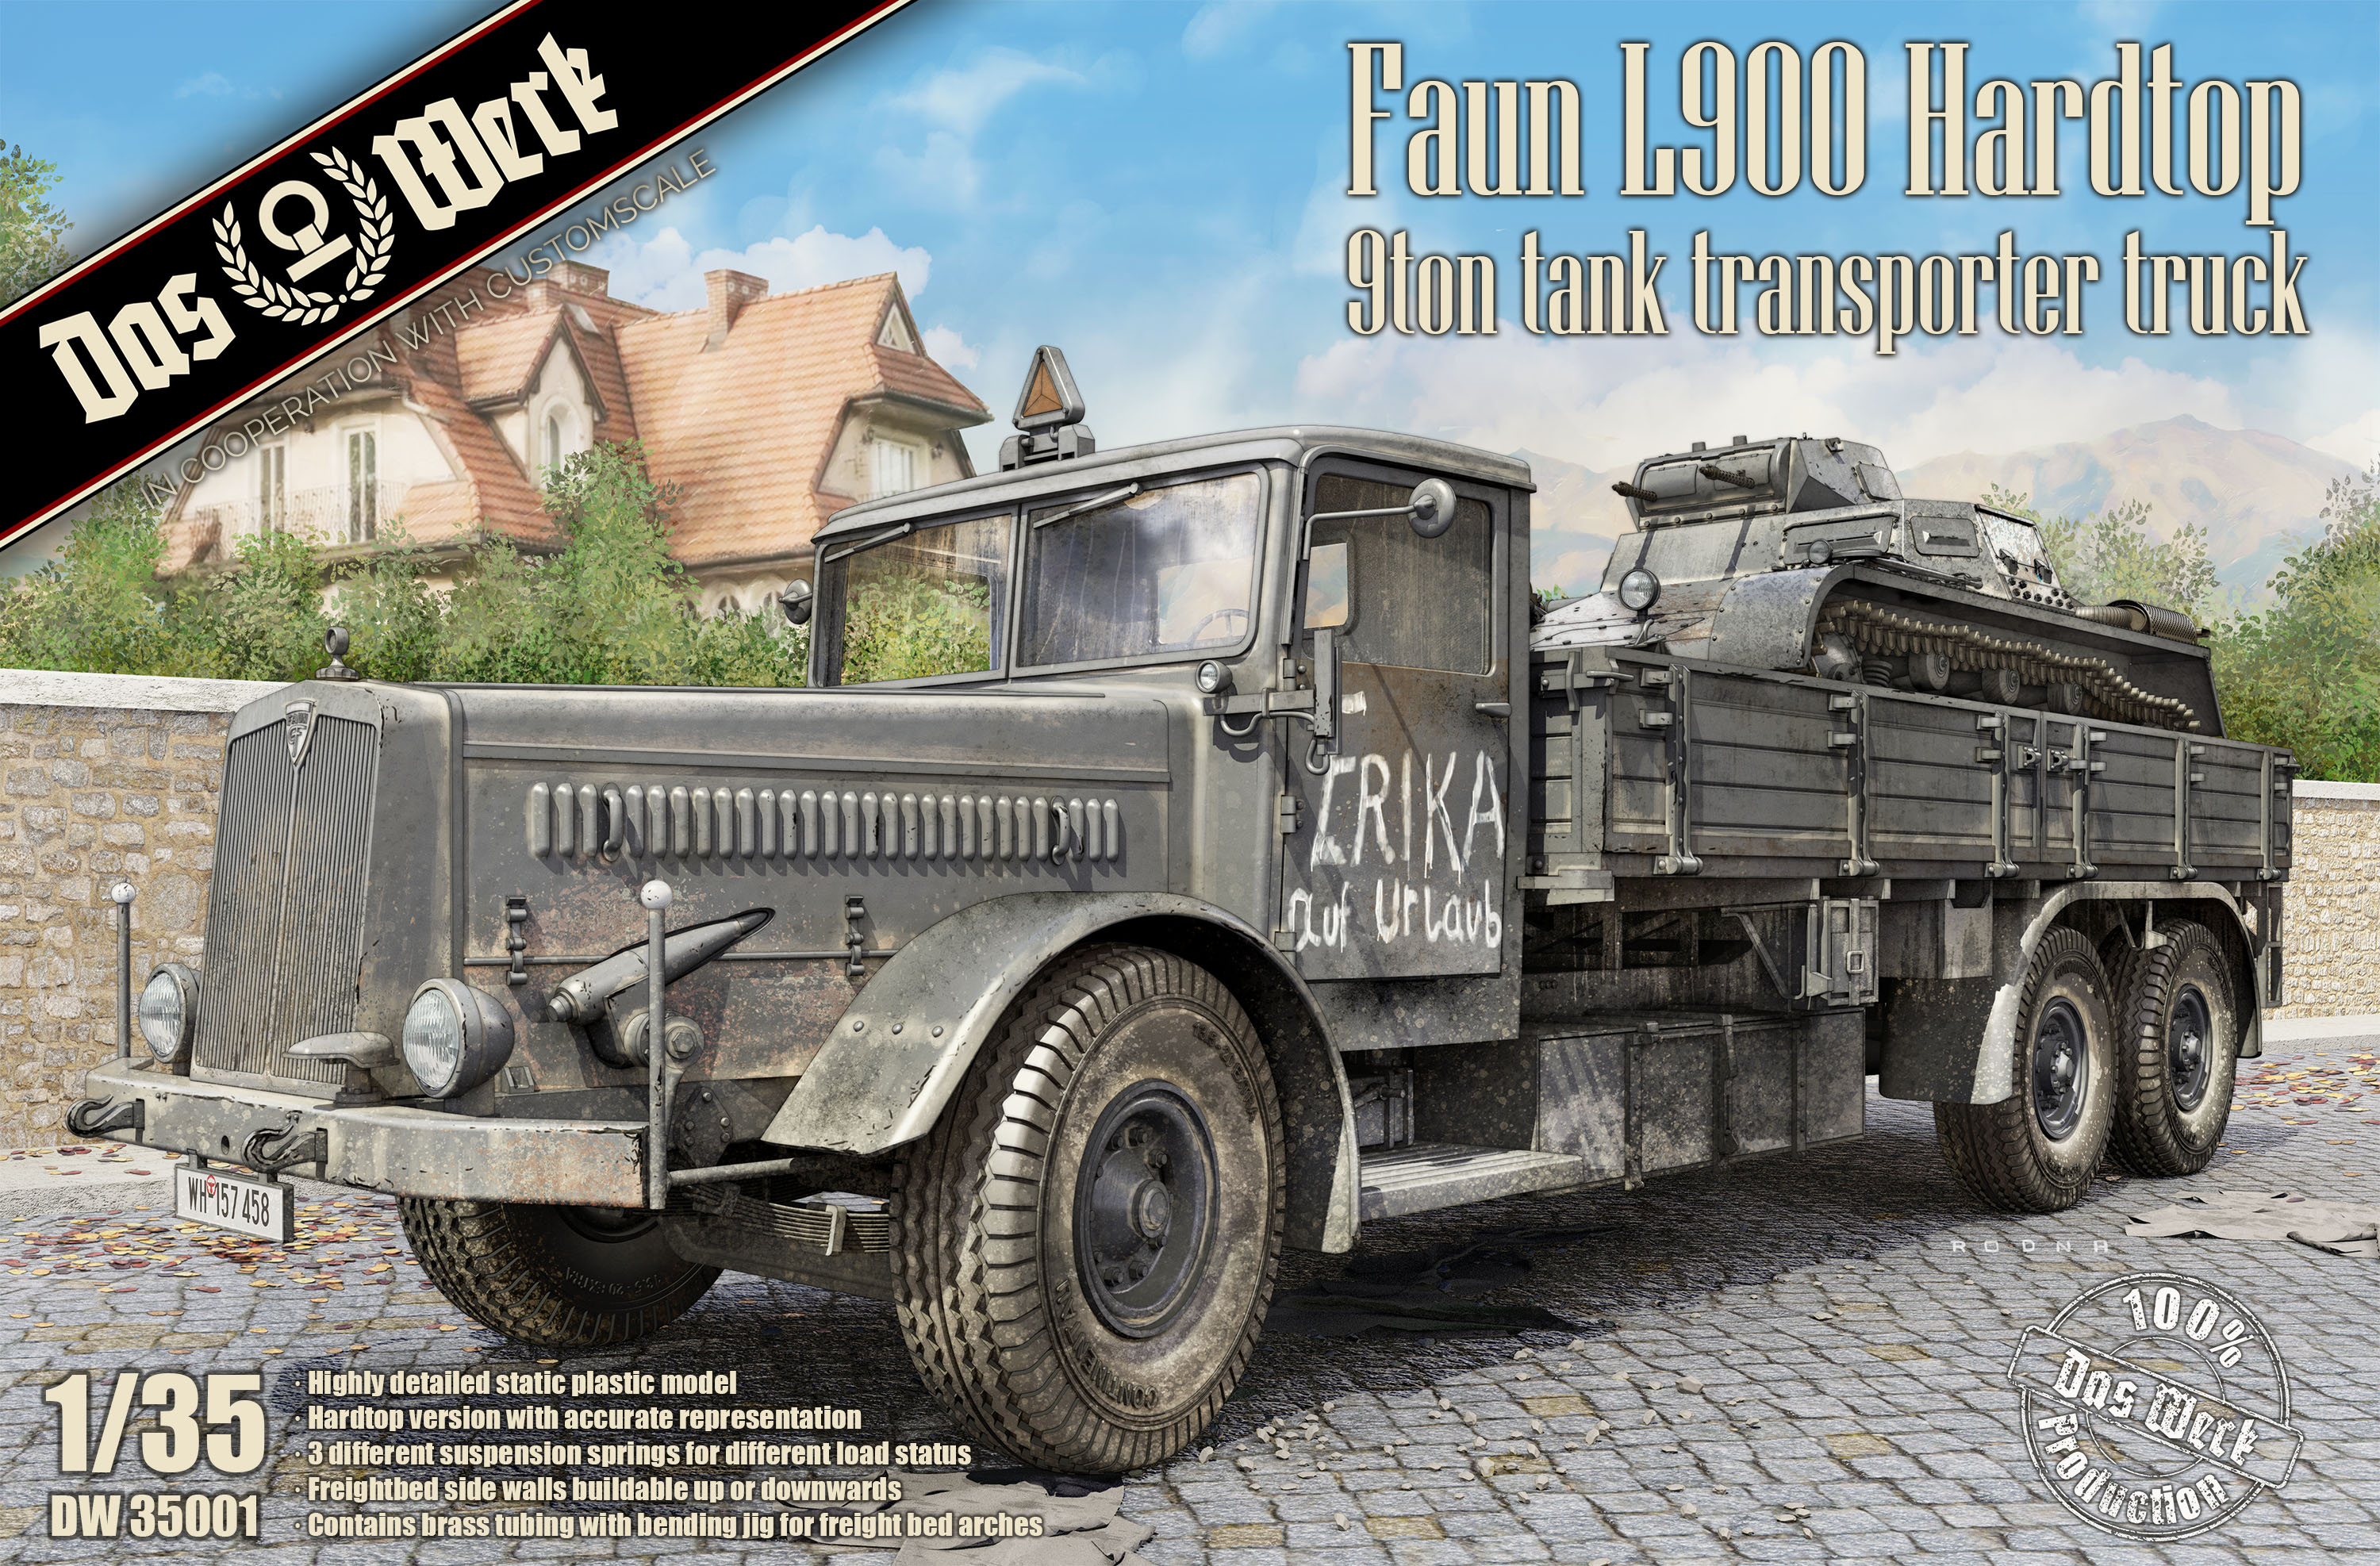 Das Werk
IN COOPERATION WITH CUSTOMSCALE
Faun L900 Hardtop
9ton tank transporter truck
ERIKA
auf Urlaub
WH 157 458
RODNA
1/35
DW 35001
· Highly detailed static plastic model
· Hardtop version with accurate representation
· 3 different suspension springs for different load status
· Freightbed side walls buildable up or downwards
· Contains brass tubing with bending jig for freight bed arches
100%
Das Werk
production